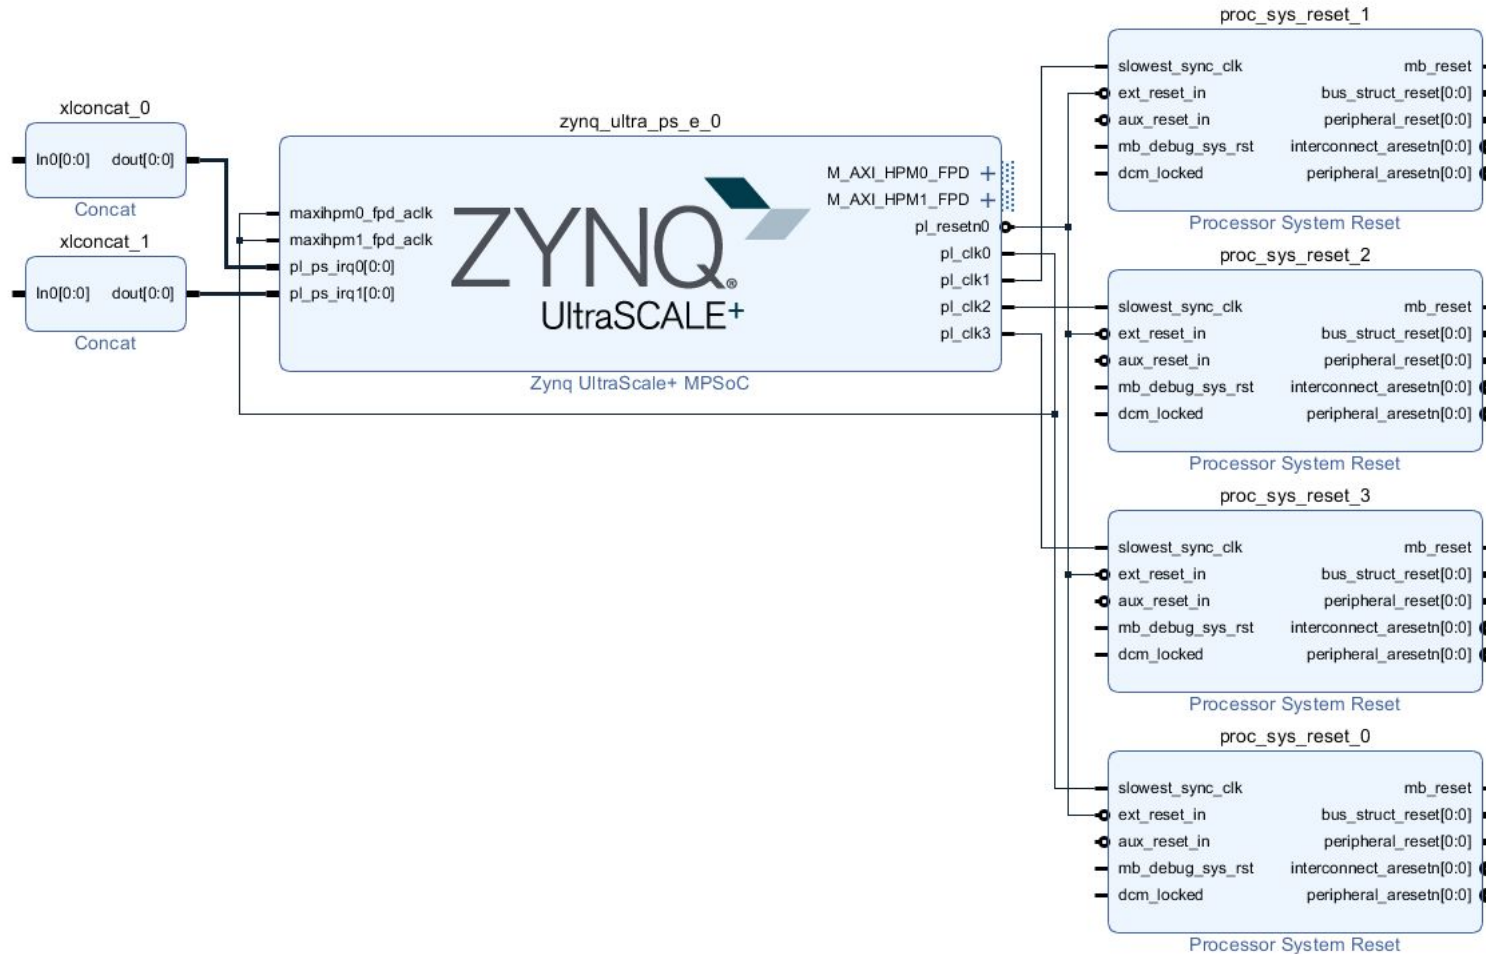 xlconcat_0
In0[0:0] dout[0:0]
Concat
xlconcat_1
In0[0:0] dout[0:0]
Concat
zynq_ultra_ps_e_0
M_AXI_HPM0_FPD
M_AXI_HPM1_FPD
maxihpm0_fpd_aclk
maxihpm1_fpd_aclk
pl_ps_irq0[0:0]
pl_ps_irq1[0:0]
ZYNQ®
UltraSCALE+
pl_resetn0
pl_clk0
pl_clk1
pl_clk2
pl_clk3
Zynq UltraScale+ MPSoC
proc_sys_reset_1
slowest_sync_clk mb_reset
ext_reset_in bus_struct_reset[0:0]
aux_reset_in peripheral_reset[0:0]
mb_debug_sys_rst interconnect_aresetn[0:0]
dcm_locked peripheral_aresetn[0:0]
Processor System Reset
proc_sys_reset_2
slowest_sync_clk mb_reset
ext_reset_in bus_struct_reset[0:0]
aux_reset_in peripheral_reset[0:0]
mb_debug_sys_rst interconnect_aresetn[0:0]
dcm_locked peripheral_aresetn[0:0]
Processor System Reset
proc_sys_reset_3
slowest_sync_clk mb_reset
ext_reset_in bus_struct_reset[0:0]
aux_reset_in peripheral_reset[0:0]
mb_debug_sys_rst interconnect_aresetn[0:0]
dcm_locked peripheral_aresetn[0:0]
Processor System Reset
proc_sys_reset_0
slowest_sync_clk mb_reset
ext_reset_in bus_struct_reset[0:0]
aux_reset_in peripheral_reset[0:0]
mb_debug_sys_rst interconnect_aresetn[0:0]
dcm_locked peripheral_aresetn[0:0]
Processor System Reset